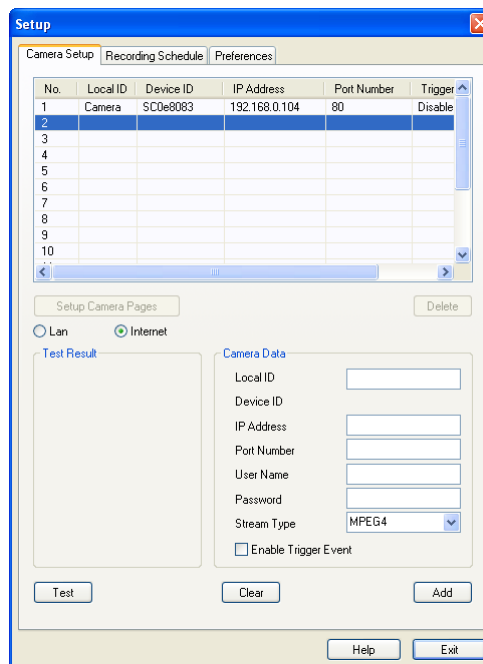 Setup
Camera Setup Recording Schedule Preferences
No. Local ID Device ID IP Address Port Number Trigger
1 Camera SC0e8083 192.168.0.104 80 Disable
2
3
4
5
6
7
8
9
10
Setup Camera Pages Delete
Lan Internet
Test Result Camera Data
Local ID
Device ID
IP Address
Port Number
User Name
Password
Stream Type MPEG4
Enable Trigger Event
Test Clear Add
Help Exit